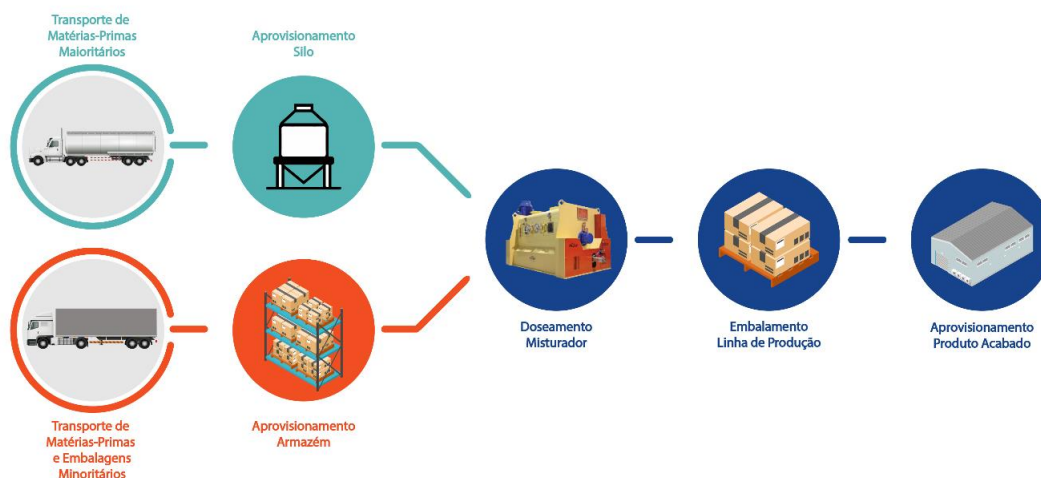 Transporte de
Matérias-Primas
Maioritários
Aprovisionamento
Silo
Doseamento
Misturador
Embalamento
Linha de Produção
Aprovisionamento
Produto Acabado
Transporte de
Matérias-Primas
e Embalagens
Minoritários
Aprovisionamento
Armazém